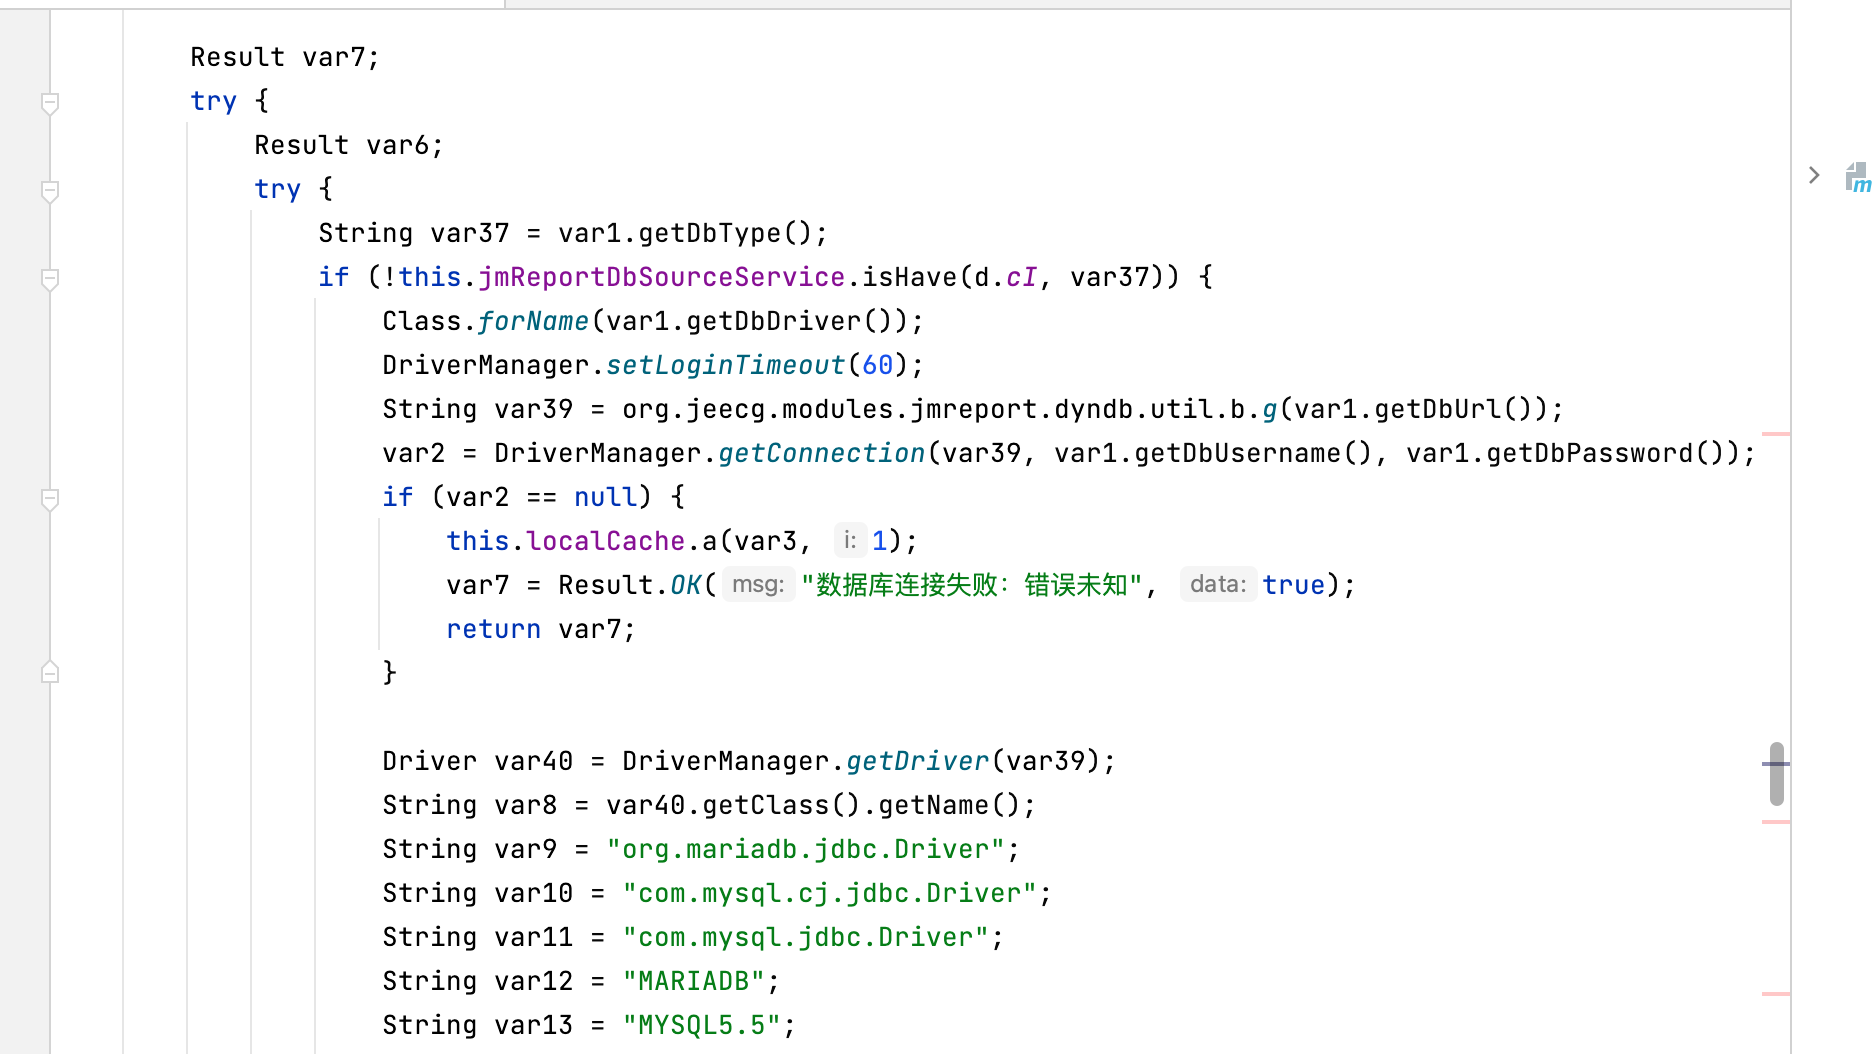 Result var7;
try {
Result var6;
try {
String var37 = var1.getDbType();
if (!this.jmReportDbSourceService.isHave(d.cI, var37)) {
Class.forName(var1.getDbDriver());
DriverManager.setLoginTimeout(60);
String var39 = org.jeecg.modules.jmreport.dyndb.util.b.g(var1.getDbUrl());
var2 = DriverManager.getConnection(var39, var1.getDbUsername(), var1.getDbPassword());
if (var2 == null) {
this.localCache.a(var3, i: 1);
var7 = Result.OK( msg: "数据库连接失败：错误未知", data: true);
return var7;
}
Driver var40 = DriverManager.getDriver(var39);
String var8 = var40.getClass().getName();
String var9 = "org.mariadb.jdbc.Driver";
String var10 = "com.mysql.cj.jdbc.Driver";
String var11 = "com.mysql.jdbc.Driver";
String var12 = "MARIADB";
String var13 = "MYSQL5.5";
m